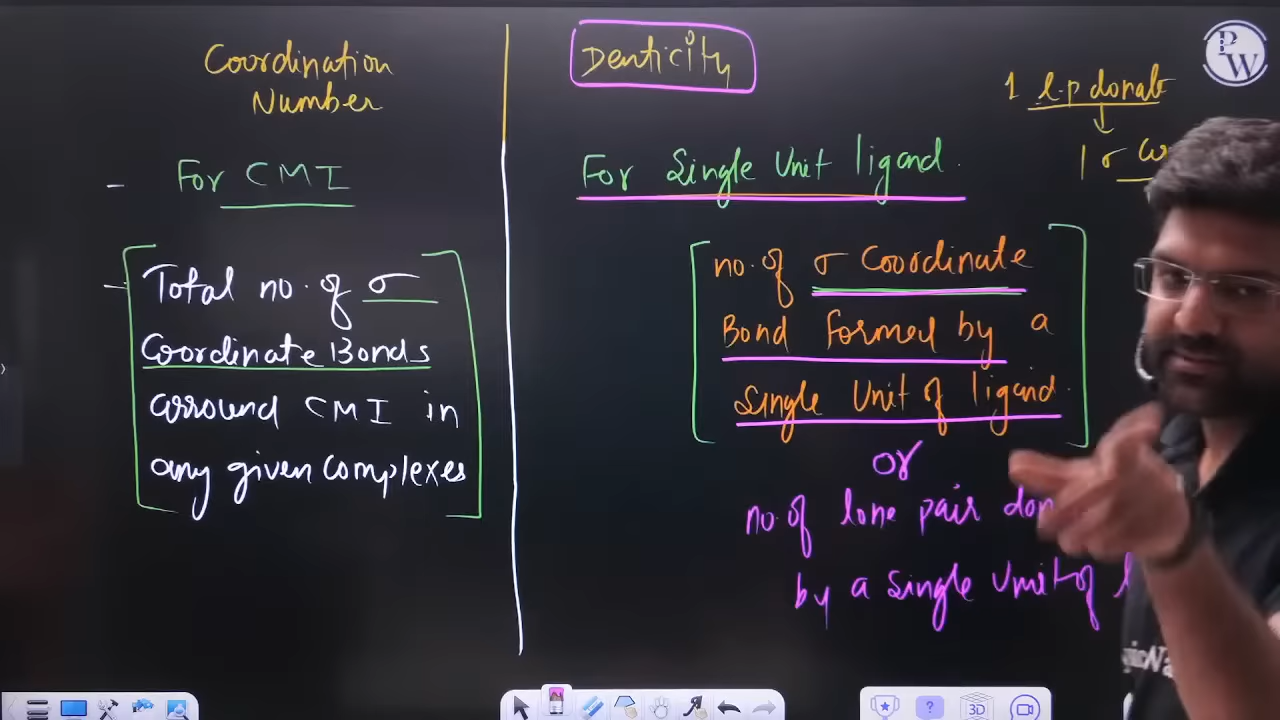 Coordination
Number
- For CMI
- Total no. of σ
Coordinate Bonds
arround CMI in
any given complexes
Denticity
For Single Unit ligand.
no. of σ Coordinate
Bond Formed by a
Single Unit of ligand.
or
no. of lone pair
by a single Unit of
1 l.p donate
↓
1 σ
PW
3D
?